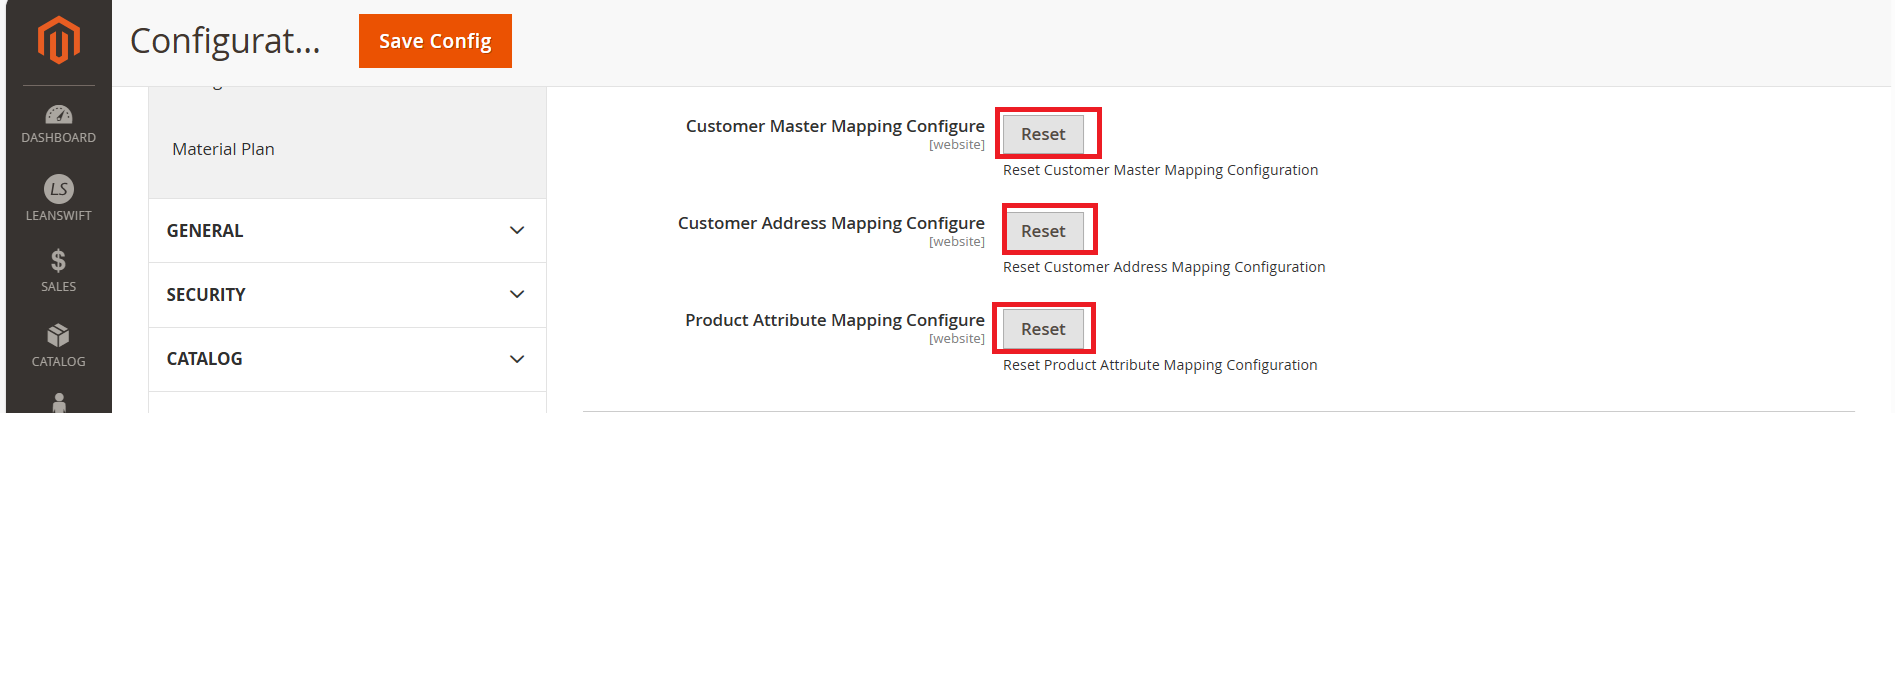 Configurat...
Save Config
DASHBOARD
LS
LEANSWIFT
SALES
CATALOG
Material Plan
GENERAL
SECURITY
CATALOG
Customer Master Mapping Configure
[website]
Reset
Reset Customer Master Mapping Configuration
Customer Address Mapping Configure
[website]
Reset
Reset Customer Address Mapping Configuration
Product Attribute Mapping Configure
[website]
Reset
Reset Product Attribute Mapping Configuration